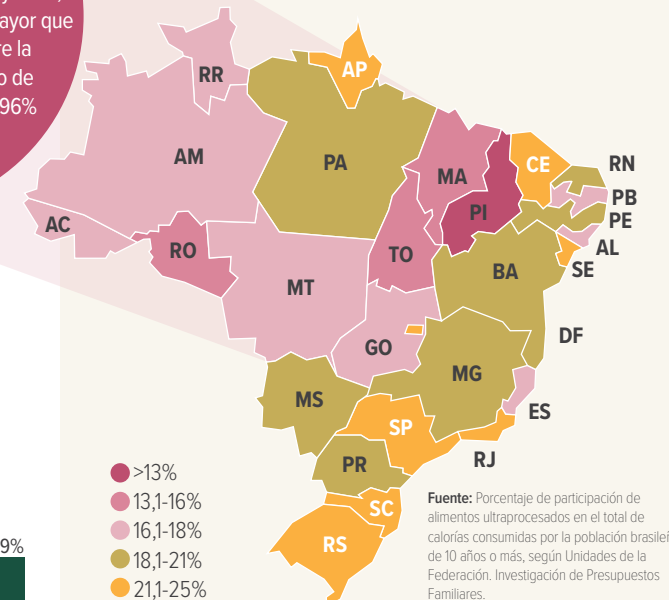 ayor que
re la
o de
96%
RR
AP
AM
PA
MA
CE
RN
PB
PE
AL
SE
PI
AC
RO
TO
MT
BA
GO
DF
MG
ES
MS
SP
RJ
PR
SC
RS
>13%
13,1-16%
16,1-18%
18,1-21%
21,1-25%
9%
Fuente: Porcentaje de participación de
alimentos ultraprocesados en el total de
calorías consumidas por la población brasile
de 10 años o más, según Unidades de la
Federación. Investigación de Presupuestos
Familiares.